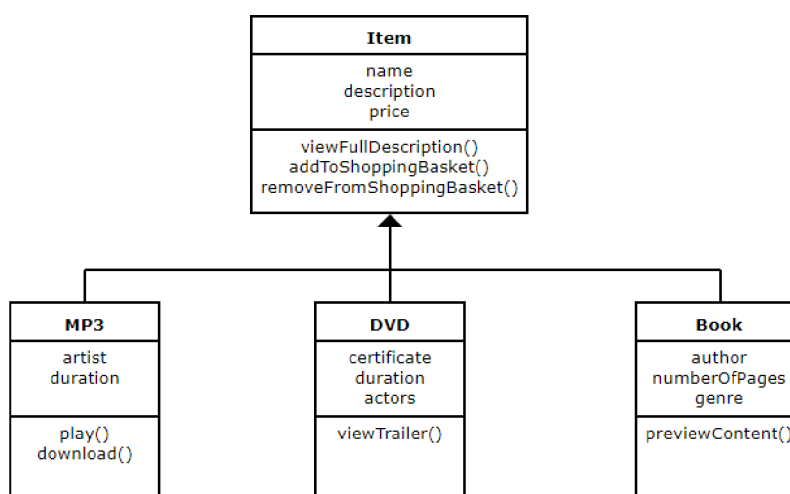 Item
name
description
price
viewFullDescription()
addToShoppingBasket()
removeFromShoppingBasket()
MP3
artist
duration
play()
download()
DVD
certificate
duration
actors
viewTrailer()
Book
author
numberOfPages
genre
previewContent()